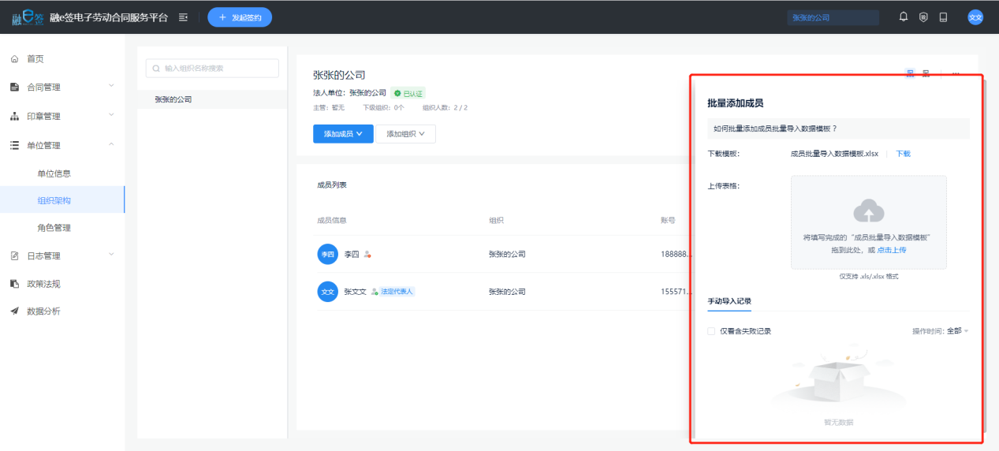 融e签 融e签电子劳动合同服务平台 + 发起签约 张张的公司 文文
首页
合同管理
印章管理
单位管理
单位信息
组织架构
角色管理
日志管理
政策法规
数据分析
输入组织名称搜索
张张的公司
张张的公司
法人单位: 张张的公司 已认证
主管: 暂无 下级组织: 0个 组织人数: 2 / 2
添加成员 添加组织
成员列表
成员信息 组织 账号
李四 李四 张张的公司 188888...
文文 张文文 法定代表人 张张的公司 155571...
批量添加成员
如何批量添加成员批量导入数据模板？
下载模板: 成员批量导入数据模板.xlsx 下载
上传表格:
将填写完成的“成员批量导入数据模板”
拖到此处，或 点击上传
仅支持 .xls/.xlsx 格式
手动导入记录
仅看含失败记录 操作时间: 全部
暂无数据